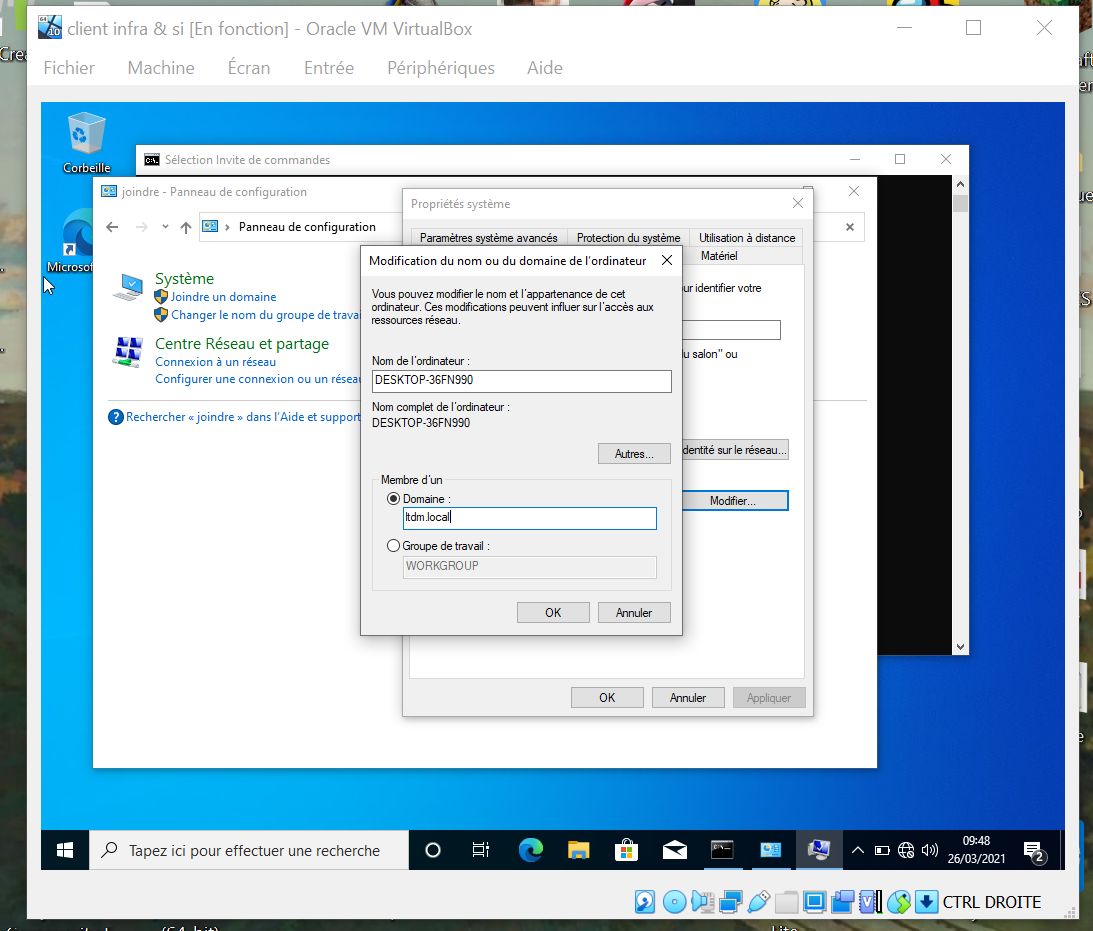 client infra & si [En fonction] - Oracle VM VirtualBox
Fichier Machine Écran Entrée Périphériques Aide
Corbeille
Sélection Invite de commandes
joindre - Panneau de configuration
Panneau de configuration
Système
Joindre un domaine
Changer le nom du groupe de
Centre Réseau et partage
Connexion à un réseau
Configurer une connexion ou un
Rechercher « joindre » dans l'Aide et support
Propriétés système
Paramètres système avancés Protection du système Utilisation à distance
Matériel
identifier votre
salon" ou
sur le réseau...
Modifier...
OK Annuler Appliquer
Modification du nom ou du domaine de l'ordinateur
Vous pouvez modifier le nom et l'appartenance de cet
ordinateur. Ces modifications peuvent influer sur l'accès aux
ressources réseau.
Nom de l'ordinateur :
DESKTOP-36FN990
Nom complet de l'ordinateur :
DESKTOP-36FN990
Autres...
Membre d'un
Domaine :
ltdm.local
Groupe de travail :
WORKGROUP
OK Annuler
Tapez ici pour effectuer une recherche
09:48
26/03/2021
2
CTRL DROITE